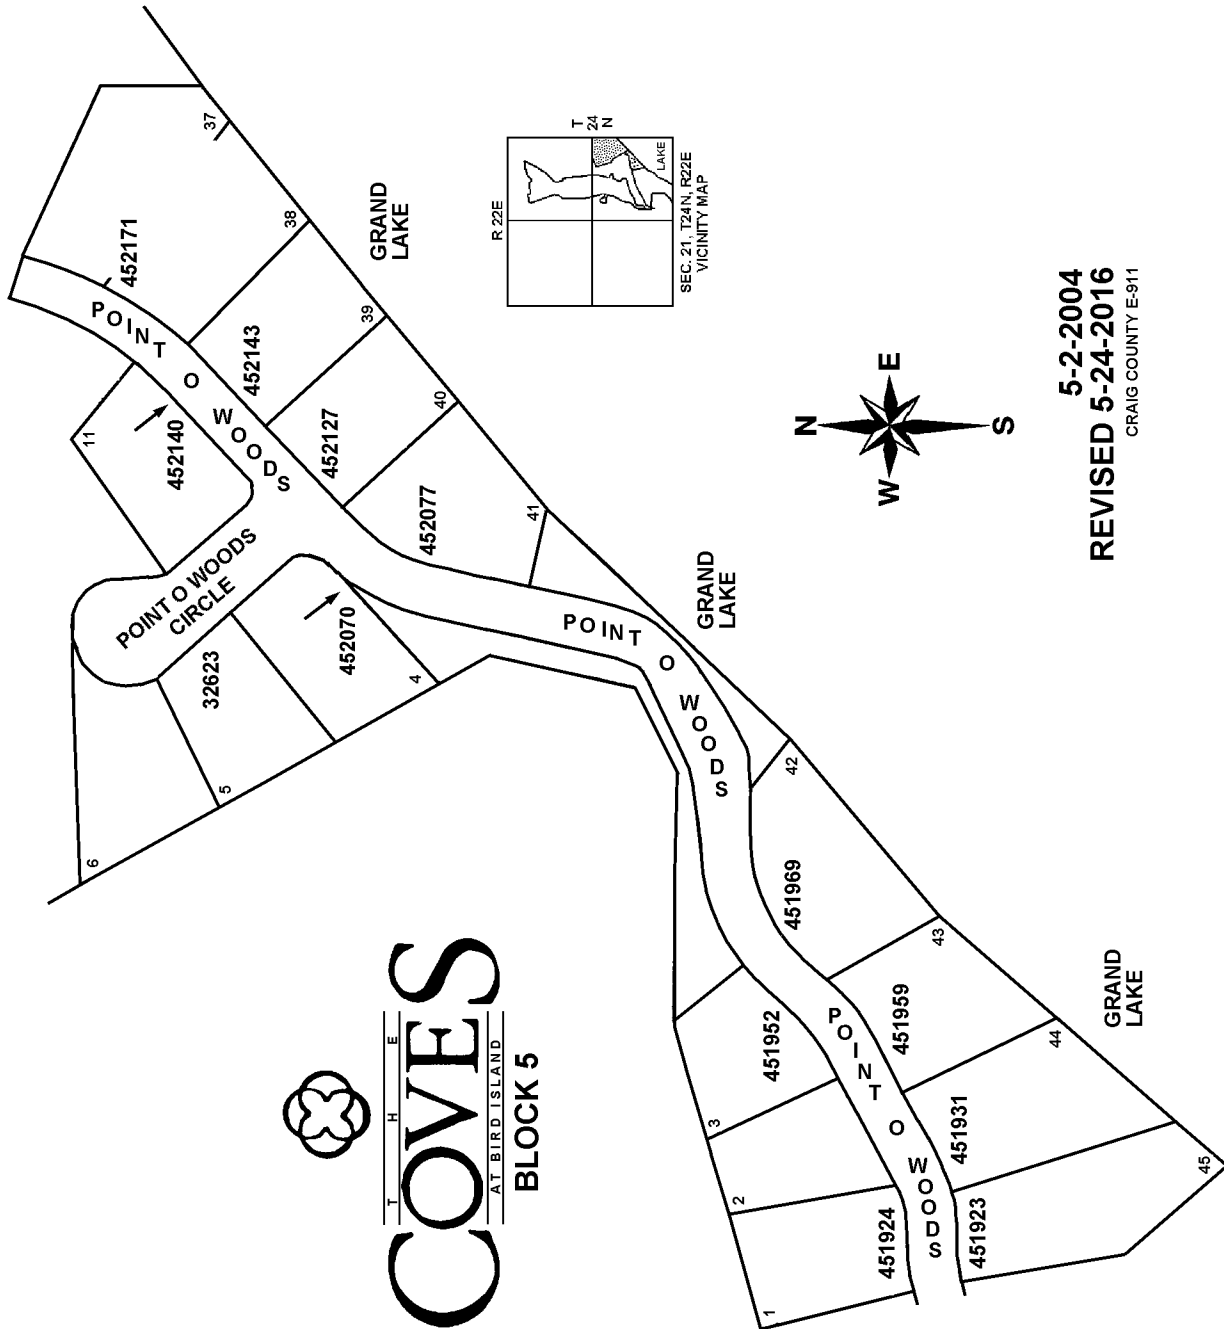 37
38
39
40
41
42
43
44
45
11
4
5
6
3
2
1
452171
452143
452127
452077
452140
452070
32623
451969
451959
451952
451931
451924
451923
POINT O WOODS
POINT O WOODS
CIRCLE
POINT O WOODS
POINT O WOODS
GRAND
LAKE
GRAND
LAKE
GRAND
LAKE
R 22E
T
24
N
LAKE
SEC. 21, T24N, R22E
VICINITY MAP
N
E
S
W
THE
COVES
AT BIRD ISLAND
BLOCK 5
5-2-2004
REVISED 5-24-2016
CRAIG COUNTY E-911